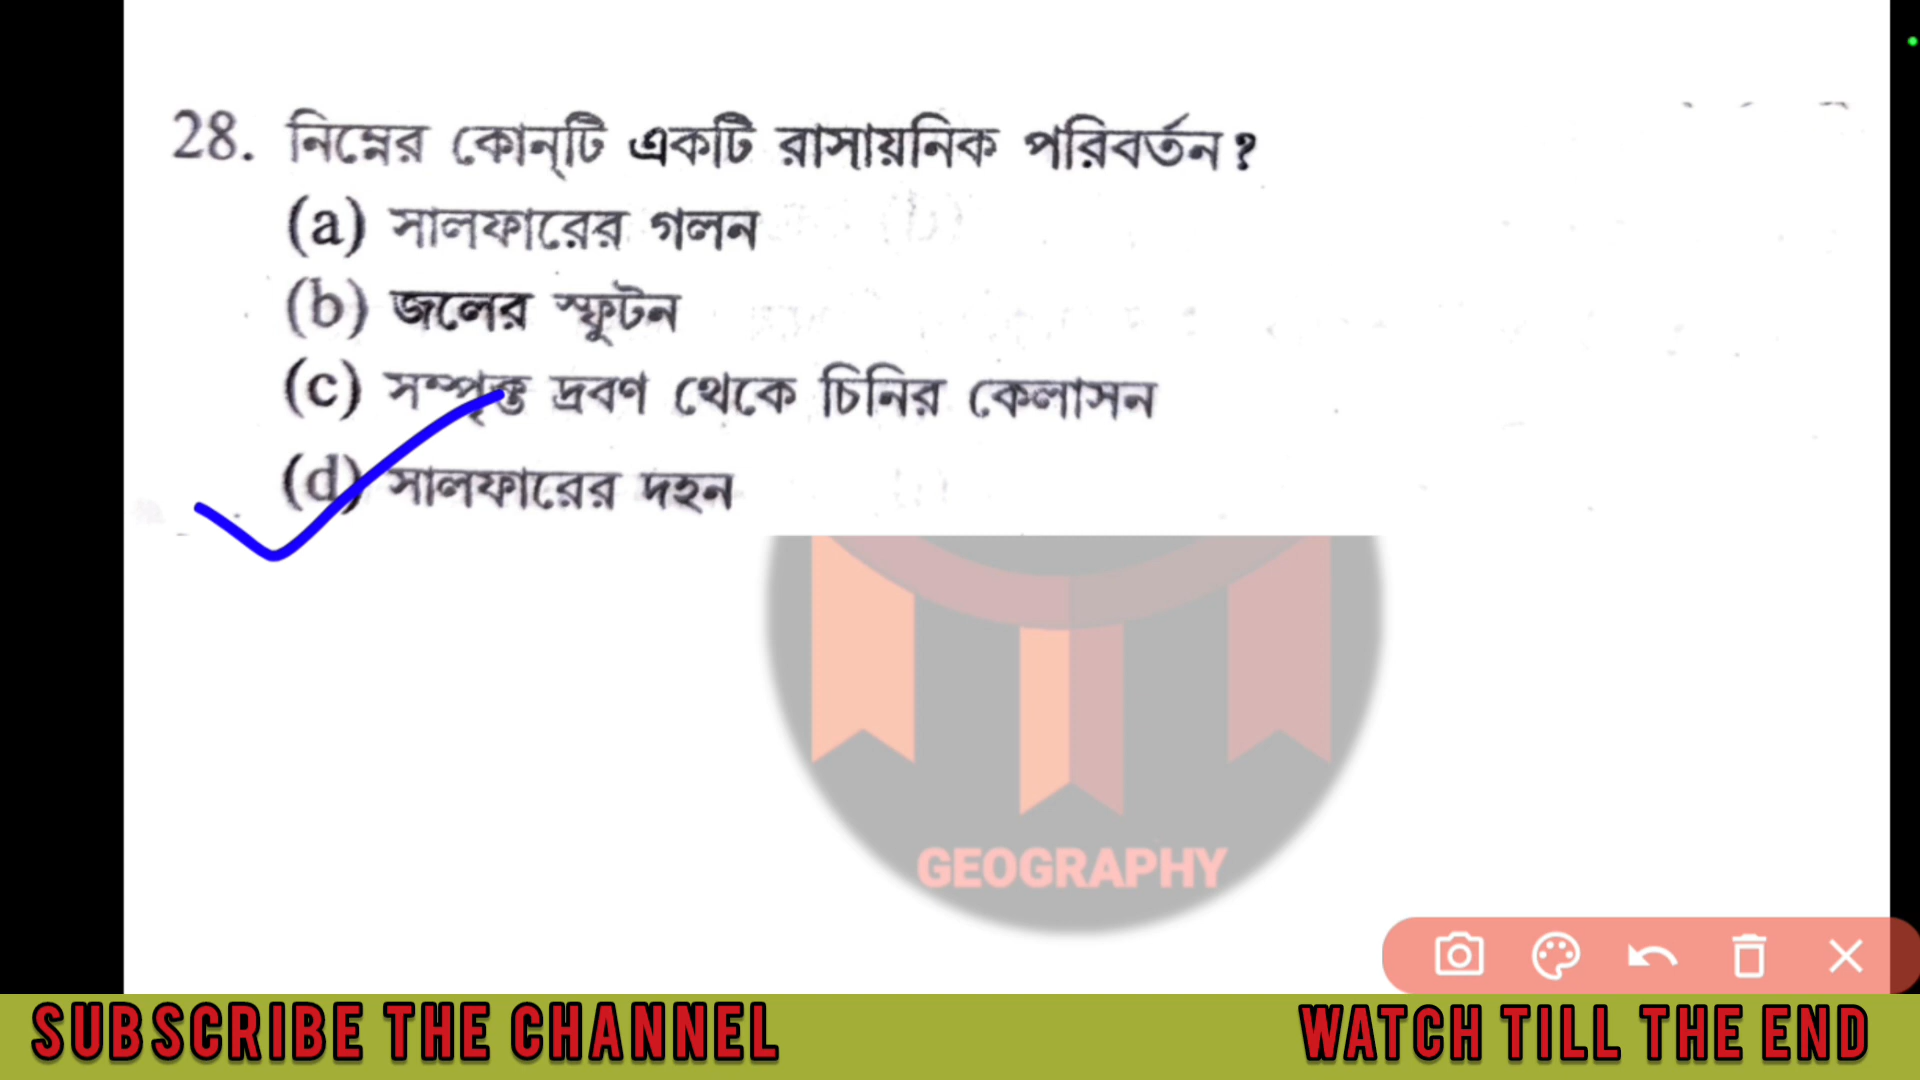 28. নিম্নের কোন্‌টি একটি রাসায়নিক পরিবর্তন?
(a) সালফারের গলন
(b) জলের স্ফুটন
(c) সম্পৃক্ত দ্রবণ থেকে চিনির কেলাসন
(d) সালফারের দহন
GEOGRAPHY
SUBSCRIBE THE CHANNEL
WATCH TILL THE END